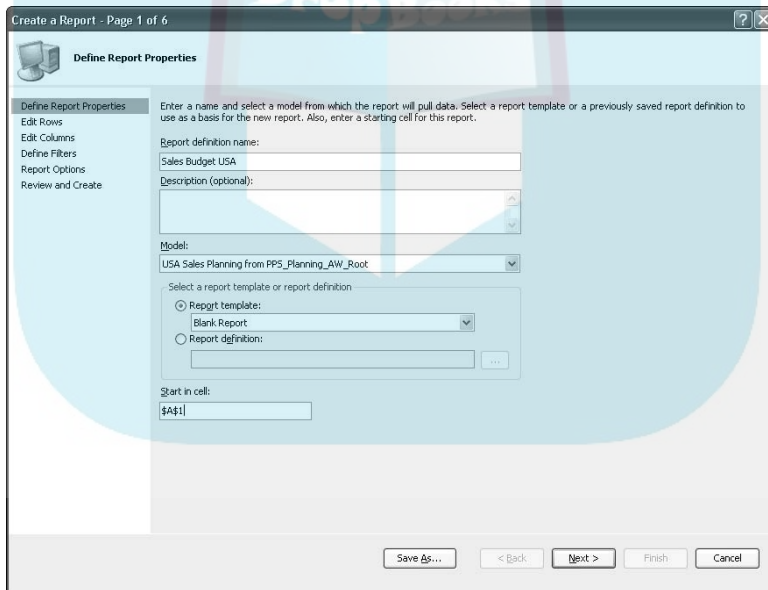 Drop Books
Create a Report - Page 1 of 6
Define Report Properties
Define Report Properties
Edit Rows
Edit Columns
Define Filters
Report Options
Review and Create
Enter a name and select a model from which the report will pull data. Select a report template or a previously saved report definition to
use as a basis for the new report. Also, enter a starting cell for this report.
Report definition name:
Sales Budget USA
Description (optional):
Model:
USA Sales Planning from PPS_Planning_AW_Root
Select a report template or report definition
Report template:
Blank Report
Report definition:
...
Start in cell:
$A$1
Save As...
< Back
Next >
Finish
Cancel